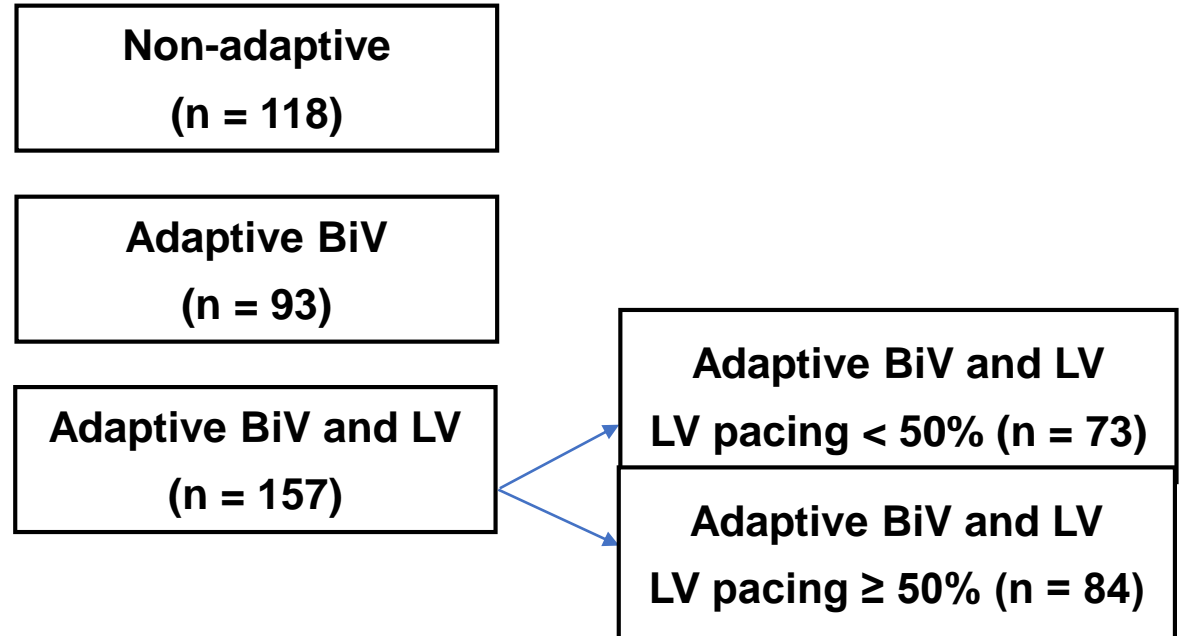 Non-adaptive
(n = 118)
Adaptive BiV
(n = 93)
Adaptive BiV and LV
(n = 157)
Adaptive BiV and LV
LV pacing < 50% (n = 73)
Adaptive BiV and LV
LV pacing ≥ 50% (n = 84)